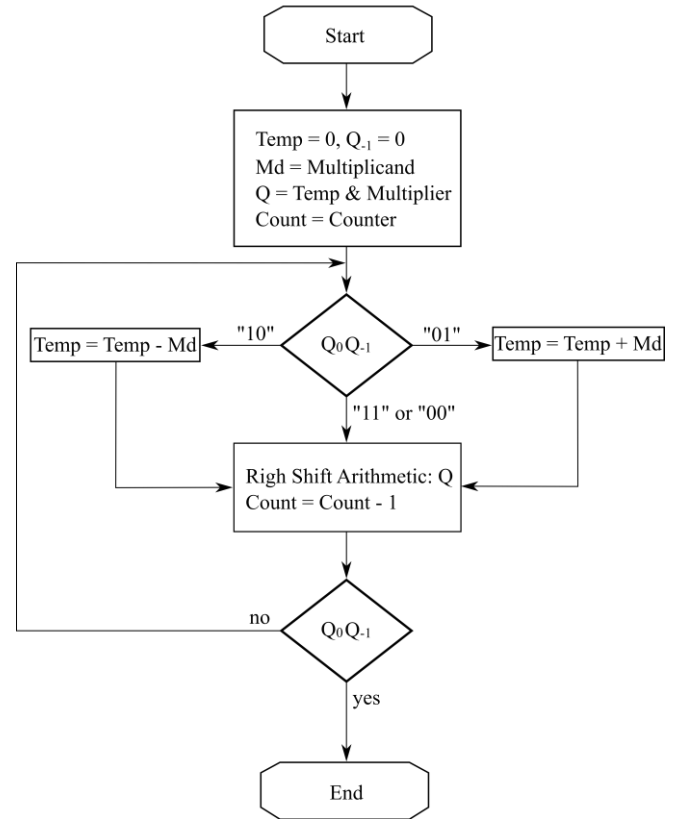 Start
Temp = 0, Q-1 = 0
Md = Multiplicand
Q = Temp & Multiplier
Count = Counter
"10"
Q0Q-1
"01"
Temp = Temp - Md
Temp = Temp + Md
"11" or "00"
Righ Shift Arithmetic: Q
Count = Count - 1
no
Q0Q-1
yes
End